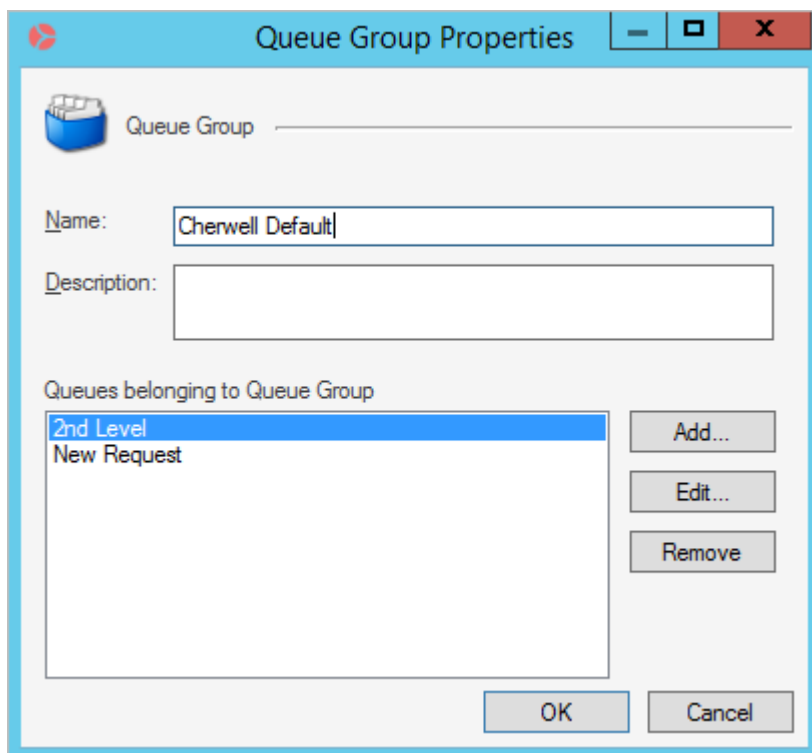 Queue Group Properties
Queue Group
Name:
Cherwell Default
Description:
Queues belonging to Queue Group
2nd Level
New Request
Add...
Edit...
Remove
OK
Cancel